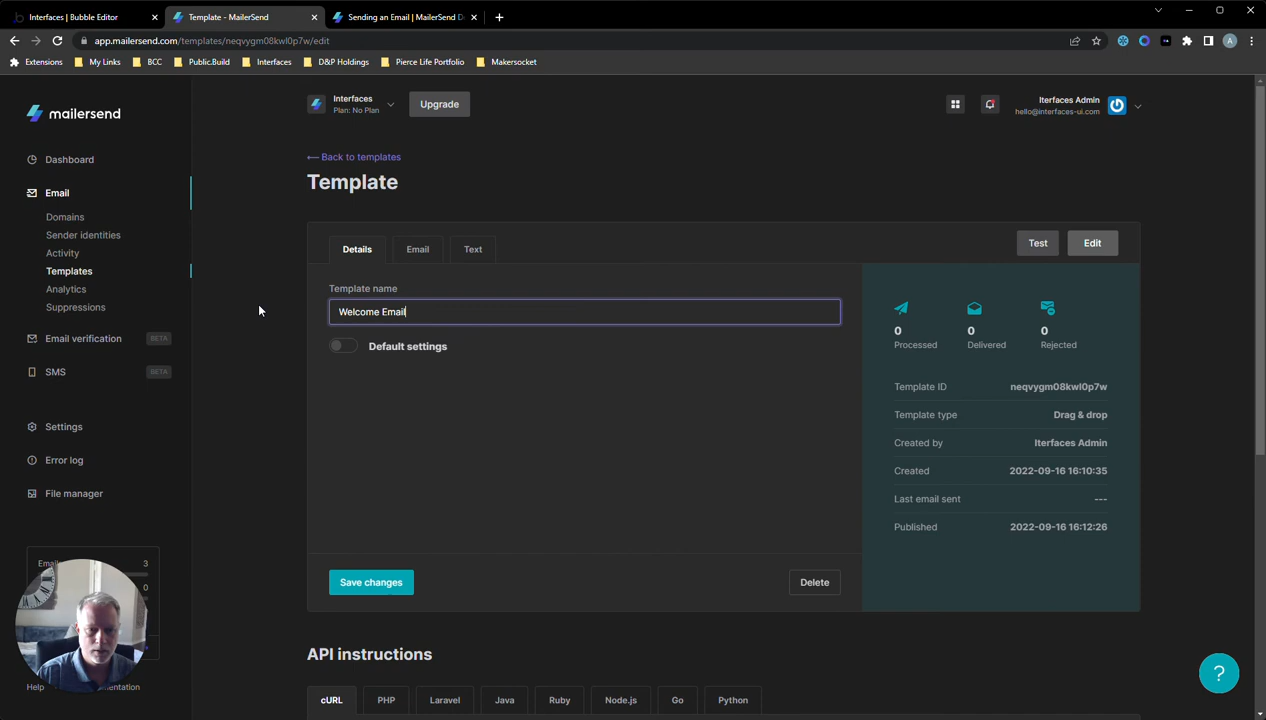 Interfaces | Bubble Editor
Template - MailerSend
Sending an Email | MailerSend D
app.mailersend.com/templates/neqvygm08kwl0p7w/edit
A
Extensions
My Links
BCC
Public.Build
Interfaces
D&P Holdings
Pierce Life Portfolio
Makersocket
mailersend
Interfaces
Plan: No Plan
Upgrade
Iterfaces Admin
hello@interfaces-ui.com
Dashboard
Email
Domains
Sender identities
Activity
Templates
Analytics
Suppressions
Email verification
BETA
SMS
BETA
Settings
Error log
File manager
3
0
Help
← Back to templates
Template
Details
Email
Text
Test
Edit
Template name
Welcome Email
Default settings
Save changes
Delete
0
Processed
0
Delivered
0
Rejected
Template ID
neqvygm08kwl0p7w
Template type
Drag & drop
Created by
Iterfaces Admin
Created
2022-09-16 16:10:35
Last email sent
---
Published
2022-09-16 16:12:26
API instructions
cURL
PHP
Laravel
Java
Ruby
Node.js
Go
Python
?